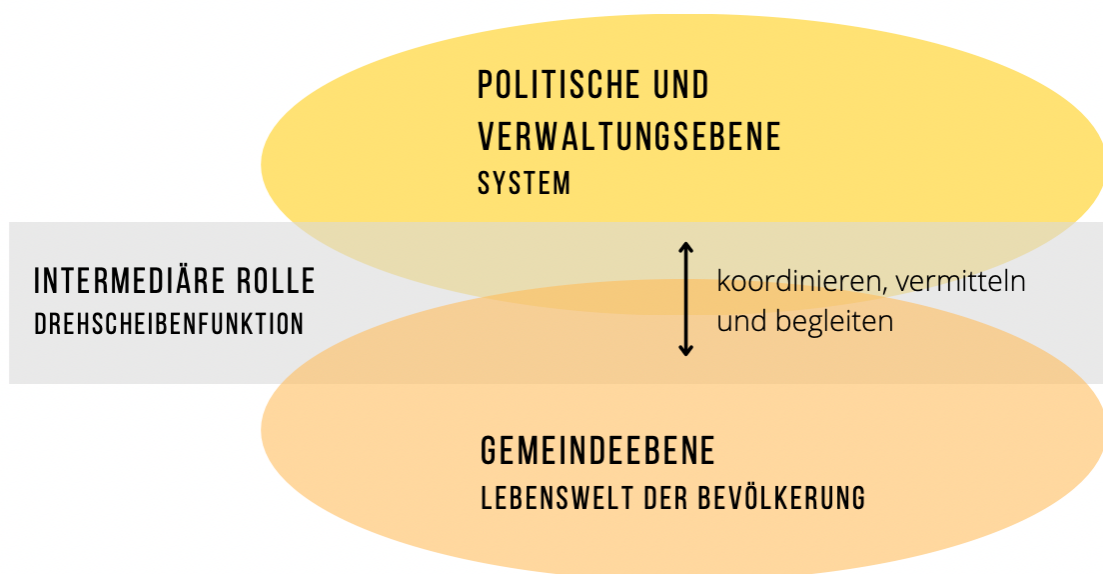 POLITISCHE UND
VERWALTUNGSEBENE
SYSTEM
INTERMEDIÄRE ROLLE
DREHSCHEIBENFUNKTION
koordinieren, vermitteln
und begleiten
GEMEINDEEBENE
LEBENSWELT DER BEVÖLKERUNG